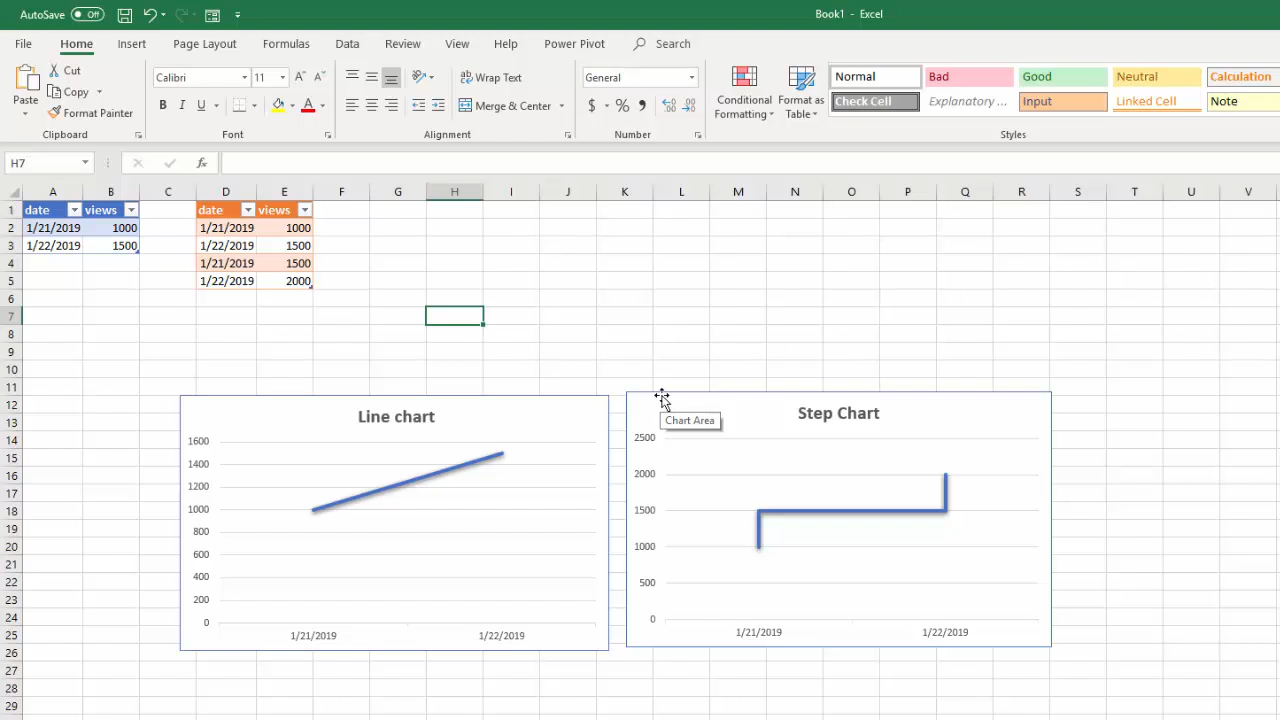 AutoSave Off
Book1 - Excel
File Home Insert Page Layout Formulas Data Review View Help Power Pivot Search
Paste
Cut
Copy
Format Painter
Calibri 11
Wrap Text
Merge & Center
General
Conditional Formatting
Format as Table
Normal Bad Good Neutral Calculation
Check Cell Explanatory ... Input Linked Cell Note
Clipboard Font Alignment Number Styles
H7
fx
A B C D E F G H I J K L M N O P Q R S T U V
1 date views date views
2 1/21/2019 1000 1/21/2019 1000
3 1/22/2019 1500 1/22/2019 1500
4 1/21/2019 1500
5 1/22/2019 2000
6
7
8
9
10
11
12
13
14
15
16
17
18
19
20
21
22
23
24
25
26
27
28
29
Line chart
1600
1400
1200
1000
800
600
400
200
0
1/21/2019 1/22/2019
Chart Area
Step Chart
2500
2000
1500
1000
500
0
1/21/2019 1/22/2019